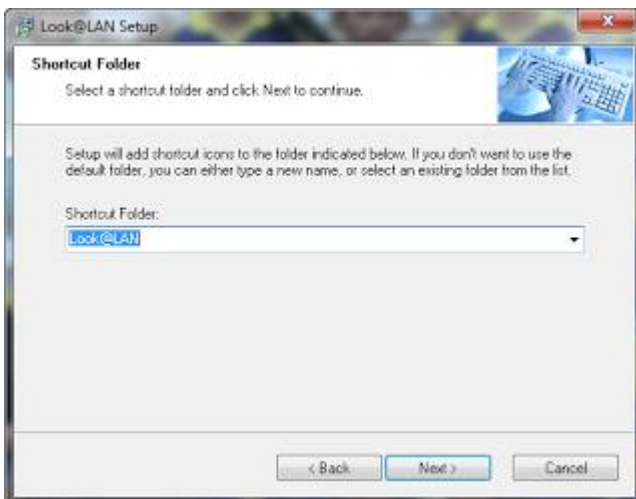 Look@LAN Setup
Shortcut Folder
Select a shortcut folder and click Next to continue.
Setup will add shortcut icons to the folder indicated below. If you don't want to use the
default folder, you can either type a new name, or select an existing folder from the list.
Shortcut Folder:
Look@LAN
< Back Next > Cancel